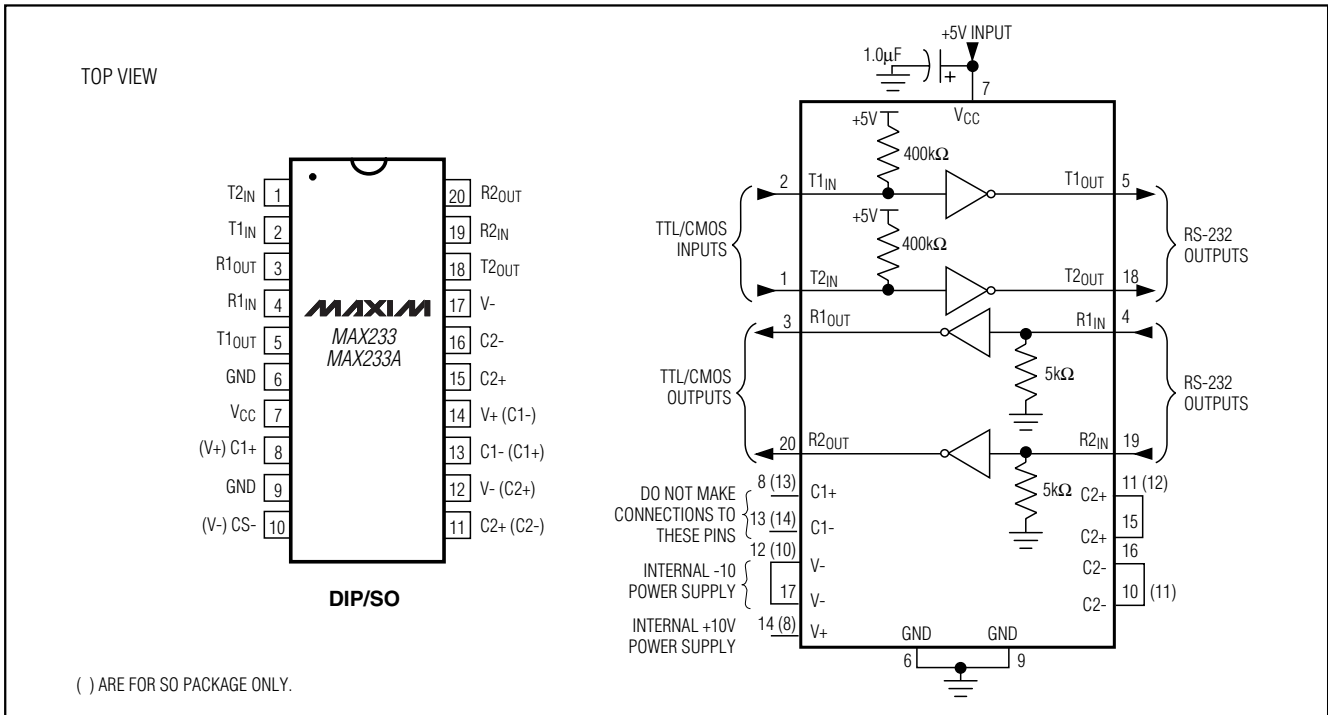 TOP VIEW
T2IN 1
T1IN 2
R1OUT 3
R1IN 4
T1OUT 5
GND 6
VCC 7
(V+) C1+ 8
GND 9
(V-) CS- 10
20 R2OUT
19 R2IN
18 T2OUT
17 V-
16 C2-
15 C2+
14 V+ (C1-)
13 C1- (C1+)
12 V- (C2+)
11 C2+ (C2-)
MAXIM
MAX233
MAX233A
DIP/SO
( ) ARE FOR SO PACKAGE ONLY.
+5V INPUT
1.0µF
+
7
VCC
+5V
400kΩ
2 T1IN
T1OUT 5
TTL/CMOS
INPUTS
+5V
400kΩ
RS-232
OUTPUTS
1 T2IN
T2OUT 18
3 R1OUT
R1IN 4
TTL/CMOS
OUTPUTS
5kΩ
RS-232
OUTPUTS
20 R2OUT
R2IN 19
5kΩ
DO NOT MAKE
CONNECTIONS TO
THESE PINS
8 (13) C1+
13 (14) C1-
INTERNAL -10
POWER SUPPLY
12 (10) V-
17 V-
INTERNAL +10V
POWER SUPPLY
14 (8) V+
C2+ 11 (12)
C2+ 15
C2- 16
C2- 10 (11)
GND GND
6 9